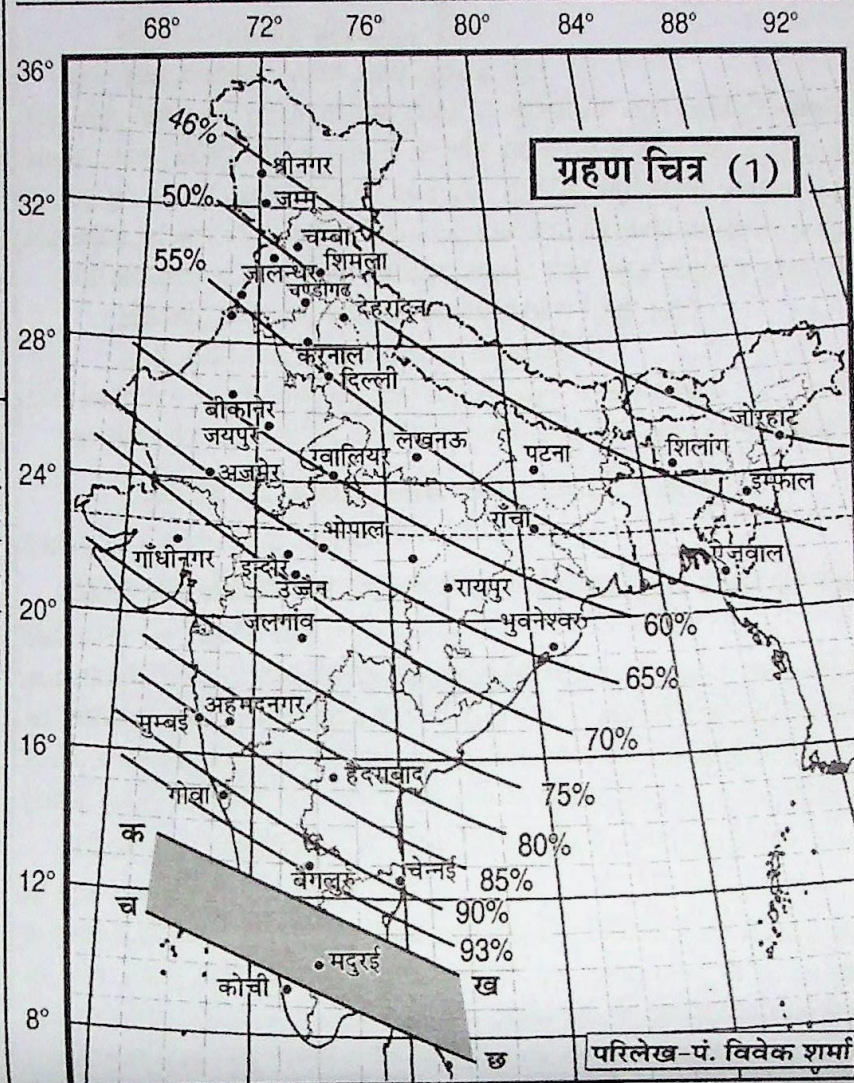 68° 72° 76° 80° 84° 88° 92°
36°
46%
ग्रहण चित्र (1)
श्रीनगर
32°
50%
जम्मू
चम्बा
55%
जालन्धर शिमला
चण्डीगढ
देहरादून
28°
करनाल
दिल्ली
बीकानेर
जयपुर
लखनऊ
जोरहाट
ग्वालियर
पटना
शिलांग
24°
अजमेर
इम्फाल
राँची
भोपाल
गाँधीनगर
ऐजवाल
इन्दौर
उज्जैन
रायपुर
20°
जलगांव
भुवनेश्वर
60%
65%
अहमदनगर
मुम्बई
70%
16°
हैदराबाद
75%
गोवा
क
80%
बैंगलुरु
चेन्नई
85%
12°
90%
च
93%
मदुरई
ख
कोची
8°
छ
परिलेख-पं. विवेक शर्मा